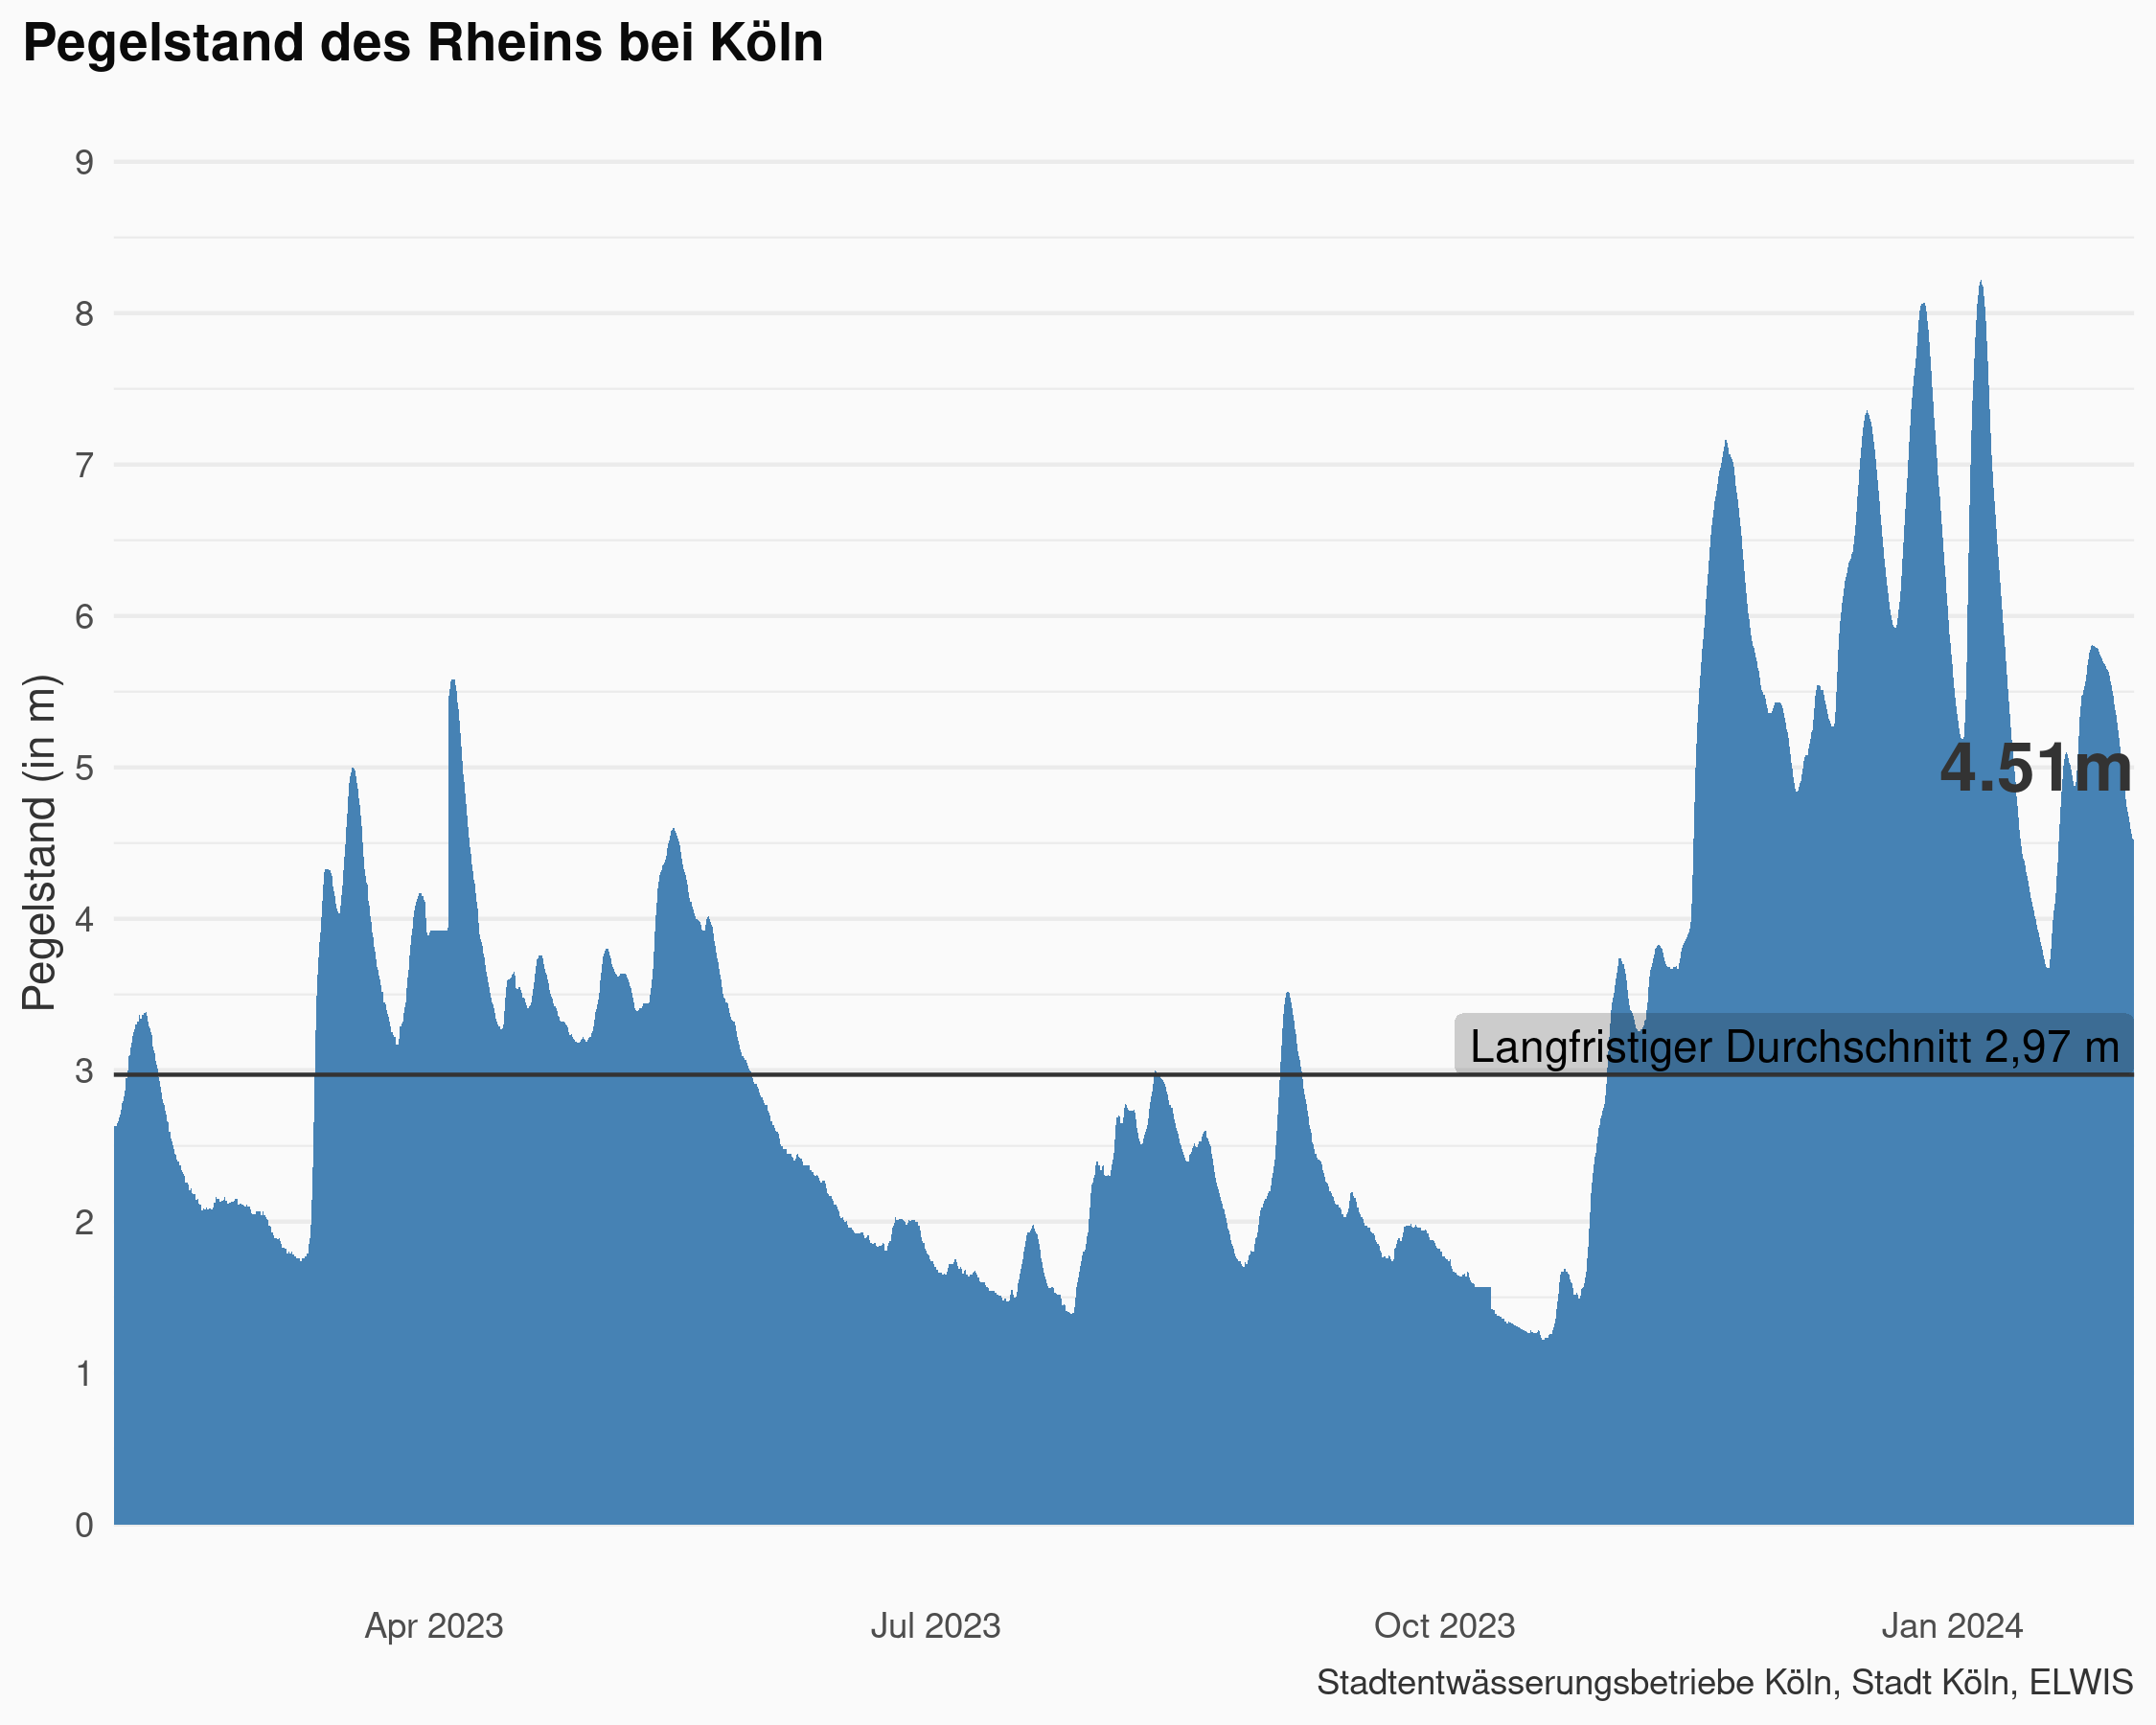 Pegelstand des Rheins bei Köln
Pegelstand (in m)
9
8
7
6
5
4
3
2
1
0
4.51m
Langfristiger Durchschnitt 2,97 m
Apr 2023
Jul 2023
Oct 2023
Jan 2024
Stadtentwässerungsbetriebe Köln, Stadt Köln, ELWIS